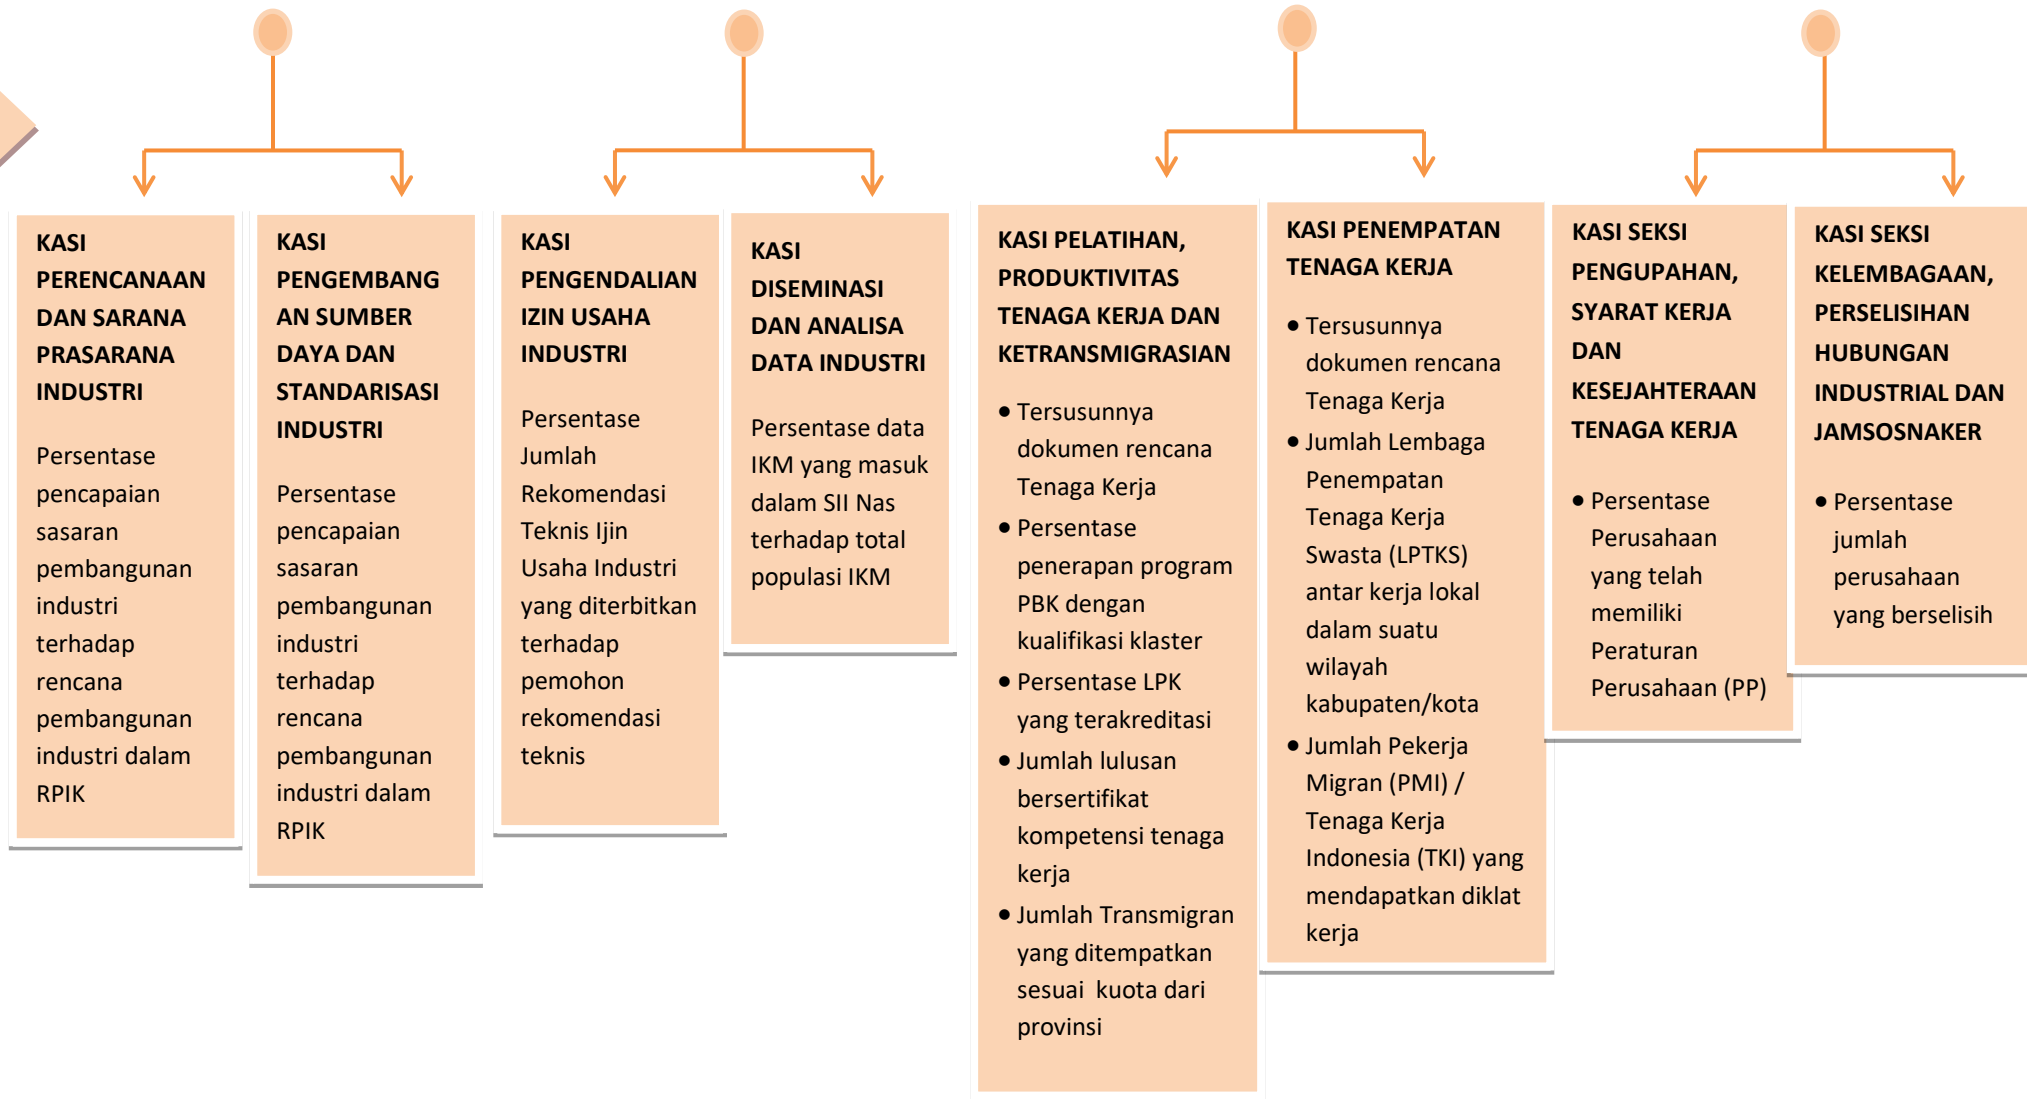 KASI
PERENCANAAN
DAN SARANA
PRASARANA
INDUSTRI
Persentase
pencapaian
sasaran
pembangunan
industri
terhadap
rencana
pembangunan
industri dalam
RPIK
KASI
PENGEMBANG
AN SUMBER
DAYA DAN
STANDARISASI
INDUSTRI
Persentase
pencapaian
sasaran
pembangunan
industri
terhadap
rencana
pembangunan
industri dalam
RPIK
KASI
PENGENDALIAN
IZIN USAHA
INDUSTRI
Persentase
Jumlah
Rekomendasi
Teknis Ijin
Usaha Industri
yang diterbitkan
terhadap
pemohon
rekomendasi
teknis
KASI
DISEMINASI
DAN ANALISA
DATA INDUSTRI
Persentase data
IKM yang masuk
dalam SII Nas
terhadap total
populasi IKM
KASI PELATIHAN,
PRODUKTIVITAS
TENAGA KERJA DAN
KETRANSMIGRASIAN
• Tersusunnya
dokumen rencana
Tenaga Kerja
• Persentase
penerapan program
PBK dengan
kualifikasi klaster
• Persentase LPK
yang terakreditasi
• Jumlah lulusan
bersertifikat
kompetensi tenaga
kerja
• Jumlah Transmigran
yang ditempatkan
sesuai  kuota dari
provinsi
KASI PENEMPATAN
TENAGA KERJA
• Tersusunnya
dokumen rencana
Tenaga Kerja
• Jumlah Lembaga
Penempatan
Tenaga Kerja
Swasta (LPTKS)
antar kerja lokal
dalam suatu
wilayah
kabupaten/kota
• Jumlah Pekerja
Migran (PMI) /
Tenaga Kerja
Indonesia (TKI) yang
mendapatkan diklat
kerja
KASI SEKSI
PENGUPAHAN,
SYARAT KERJA
DAN
KESEJAHTERAAN
TENAGA KERJA
• Persentase
Perusahaan
yang telah
memiliki
Peraturan
Perusahaan (PP)
KASI SEKSI
KELEMBAGAAN,
PERSELISIHAN
HUBUNGAN
INDUSTRIAL DAN
JAMSOSNAKER
• Persentase
jumlah
perusahaan
yang berselisih